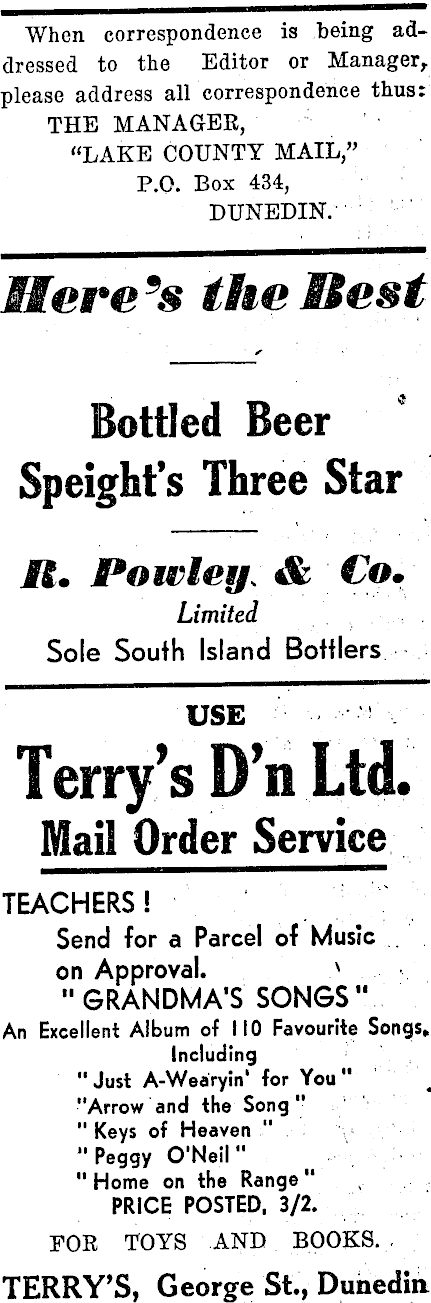 When correspondence is being ad-
dressed to the Editor or Manager,
please address all correspondence thus:
THE MANAGER,
"LAKE COUNTY MAIL,"
P.O. Box 434,
DUNEDIN.
Here's the Best
Bottled Beer
Speight's Three Star
R. Powley & Co.
Limited
Sole South Island Bottlers
USE
Terry's D'n Ltd.
Mail Order Service
TEACHERS!
Send for a Parcel of Music
on Approval.
"GRANDMA'S SONGS"
An Excellent Album of 110 Favourite Songs,
Including
"Just A-Wearyin' for You"
"Arrow and the Song"
"Keys of Heaven"
"Peggy O'Neil"
"Home on the Range"
PRICE POSTED, 3/2.
FOR TOYS AND BOOKS.
TERRY'S, George St., Dunedin